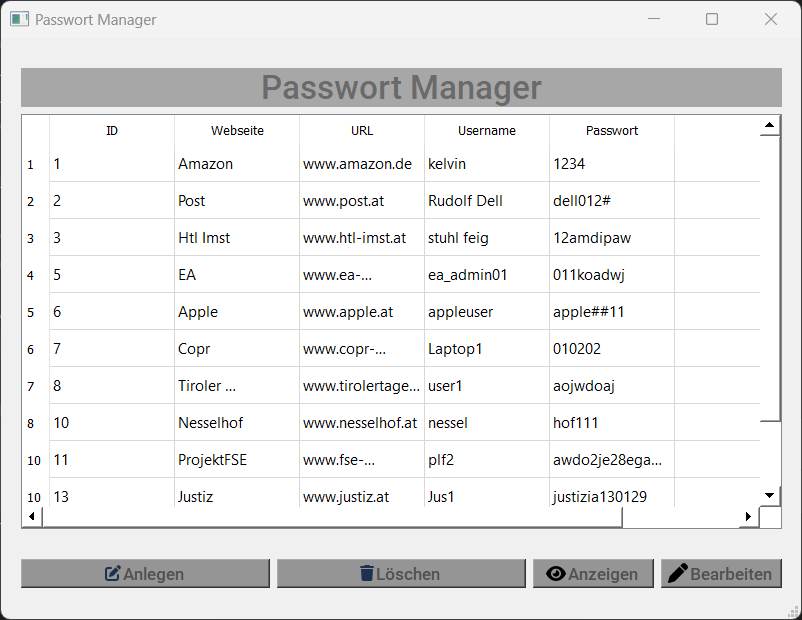 Passwort Manager
Passwort Manager
ID Webseite URL Username Passwort
1 1 Amazon www.amazon.de kelvin 1234
2 2 Post www.post.at Rudolf Dell dell012#
3 3 Htl Imst www.htl-imst.at stuhl feig 12amdipaw
4 5 EA www.ea-... ea_admin01 011koadwj
5 6 Apple www.apple.at appleuser apple##11
6 7 Copr www.copr-... Laptop1 010202
7 8 Tiroler ... www.tirolertage... user1 aojwdoaj
8 10 Nesselhof www.nesselhof.at nessel hof111
10 11 ProjektFSE www.fse-... plf2 awdo2je28ega...
10 13 Justiz www.justiz.at Jus1 justizia130129
Anlegen Löschen Anzeigen Bearbeiten